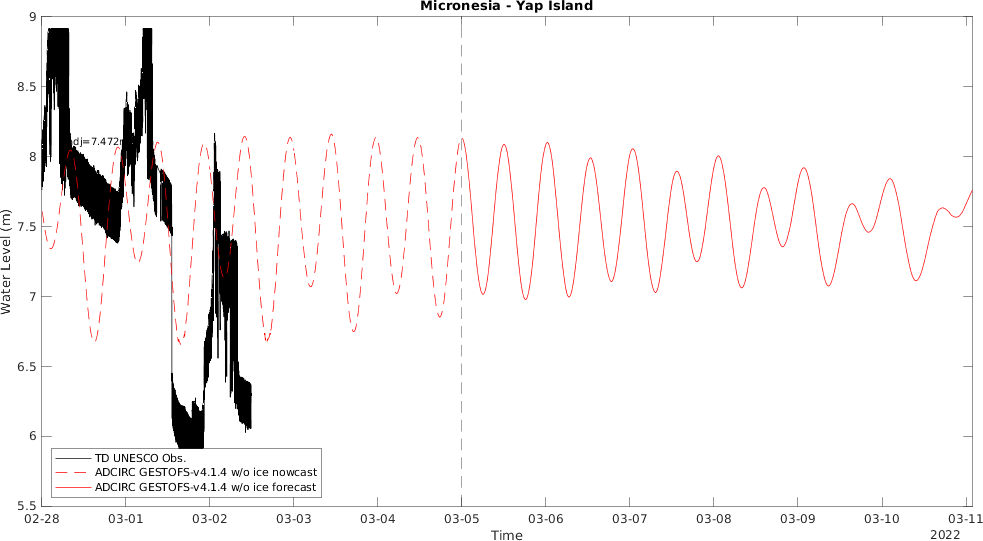 Micronesia - Yap Island
9
8.5
8
7.5
7
6.5
6
5.5
Water Level (m)
dj=7.472m
TD UNESCO Obs.
ADCIRC GESTOFS-v4.1.4 w/o ice nowcast
ADCIRC GESTOFS-v4.1.4 w/o ice forecast
02-28 03-01 03-02 03-03 03-04 03-05 03-06 03-07 03-08 03-09 03-10 03-11
Time
2022